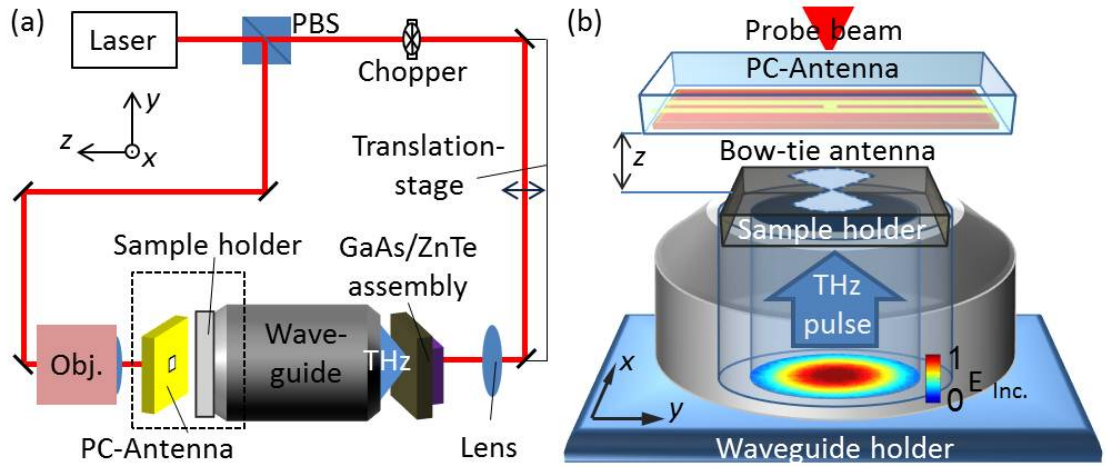 (a)
Laser
PBS
Chopper
y
z
x
Translation-
stage
Sample holder
GaAs/ZnTe
assembly
Obj.
Wave-
guide
THz
PC-Antenna
Lens
(b)
Probe beam
PC-Antenna
z
Bow-tie antenna
Sample holder
THz
pulse
x
y
1
0
E Inc.
Waveguide holder